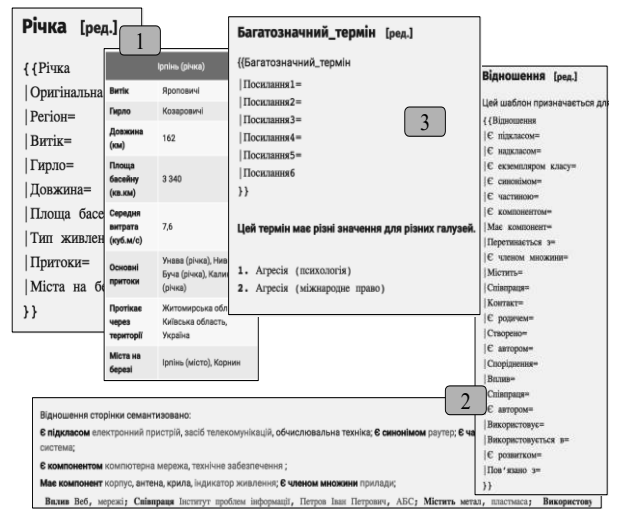 Річка [ред.]
{{Річка
|Оригінальна
|Регіон=
|Витік=
|Гирло=
|Довжина=
|Площа басе
|Тип живлен
|Притоки=
|Міста на бе
}}
1
Ірпінь (річка)
Витік Яроповичі
Гирло Козаровичі
Довжина (км) 162
Площа басейну (кв.км) 3 340
Середня витрата (куб.м/с) 7,6
Основні притоки Унава (річка), Нив
Буча (річка), Кали
(річка)
Протікає через території Житомирська обл
Київська область,
Україна
Міста на березі Ірпінь (місто), Корнин
Багатозначний_термін [ред.]
{{Багатозначний_термін
|Посилання1=
|Посилання2=
|Посилання3=
|Посилання4=
|Посилання5=
|Посилання6
}}
3
Цей термін має різні значення для різних галузей.
1. Агресія (психологія)
2. Агресія (міжнародне право)
Відношення [ред.]
Цей шаблон призначається дл
{{Відношення
|Є підкласом=
|Є надкласом=
|Є екземпляром класу=
|Є синонімом=
|Є частиною=
|Є компонентом=
|Має компонент=
|Перетинається з=
|Є членом множини=
|Містить=
|Співпраця=
|Контакт=
|Є родичем=
|Створено=
|Є автором=
|Споріднення=
|Вплив=
|Співпраця=
|Є автором=
|Використовує=
|Використовується в=
|Є розвитком=
|Пов'язано з=
}}
2
Відношення сторінки семантизовано:
Є підкласом електронний пристрій, засіб телекомунікацій, обчислювальна техніка; Є синонімом раутер; Є ча
система;
Є компонентом компютерна мережа, технічне забезпечення ;
Має компонент корпус, антена, крила, індикатор живлення; Є членом множини прилади;
Вплив Веб, мережі; Співпраця Інститут проблем інформації, Петров Іван Петрович, АБС; Містить метал, пластмаса; Використову